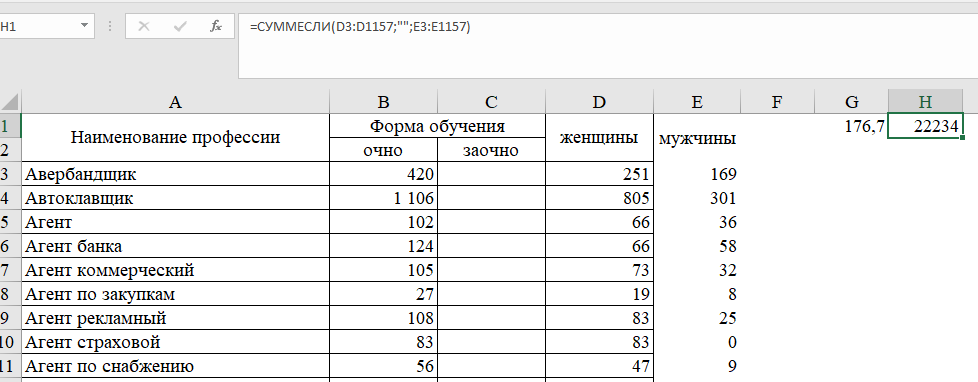 H1 fx =СУММЕСЛИ(D3:D1157;"";E3:E1157)
A B C D E F G H
1 Наименование профессии Форма обучения женщины мужчины 176,7 22234
2 очно заочно
3 Авербандщик 420 251 169
4 Автоклавщик 1 106 805 301
5 Агент 102 66 36
6 Агент банка 124 66 58
7 Агент коммерческий 105 73 32
8 Агент по закупкам 27 19 8
9 Агент рекламный 108 83 25
10 Агент страховой 83 83 0
11 Агент по снабжению 56 47 9